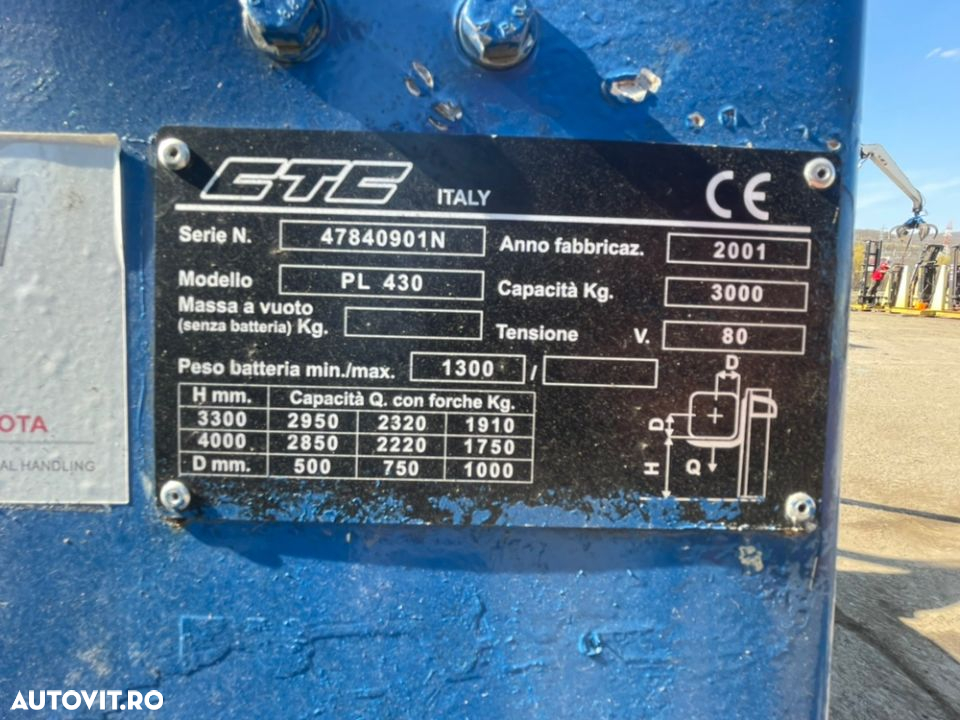 CTC ITALY CE
Serie N. 47840901N Anno fabbricaz. 2001
Modello PL 430 Capacità Kg. 3000
Massa a vuoto
(senza batteria) Kg. Tensione V. 80
Peso batteria min./max. 1300 /
H mm. Capacità Q. con forche Kg.
3300 2950 2320 1910
4000 2850 2220 1750
D mm. 500 750 1000
D
D
H
Q
OTA
AL HANDLING
AUTOVIT.RO